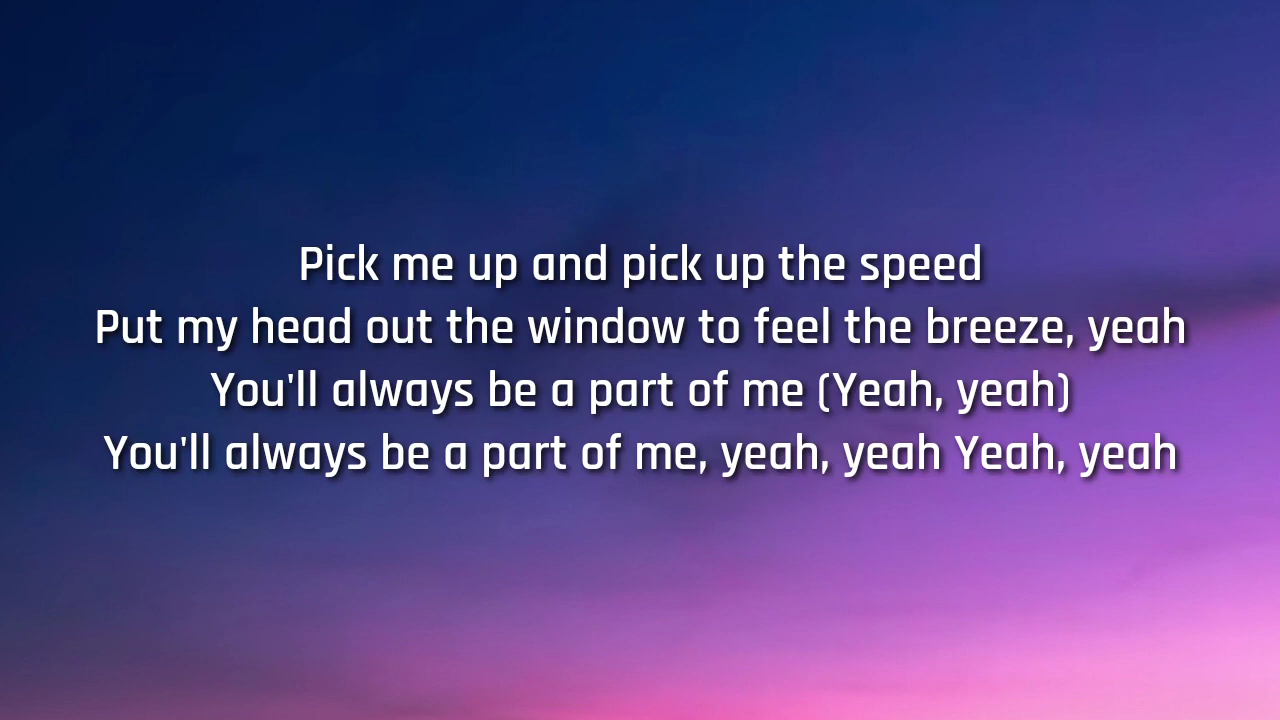 Pick me up and pick up the speed
Put my head out the window to feel the breeze, yeah
You'll always be a part of me (Yeah, yeah)
You'll always be a part of me, yeah, yeah Yeah, yeah